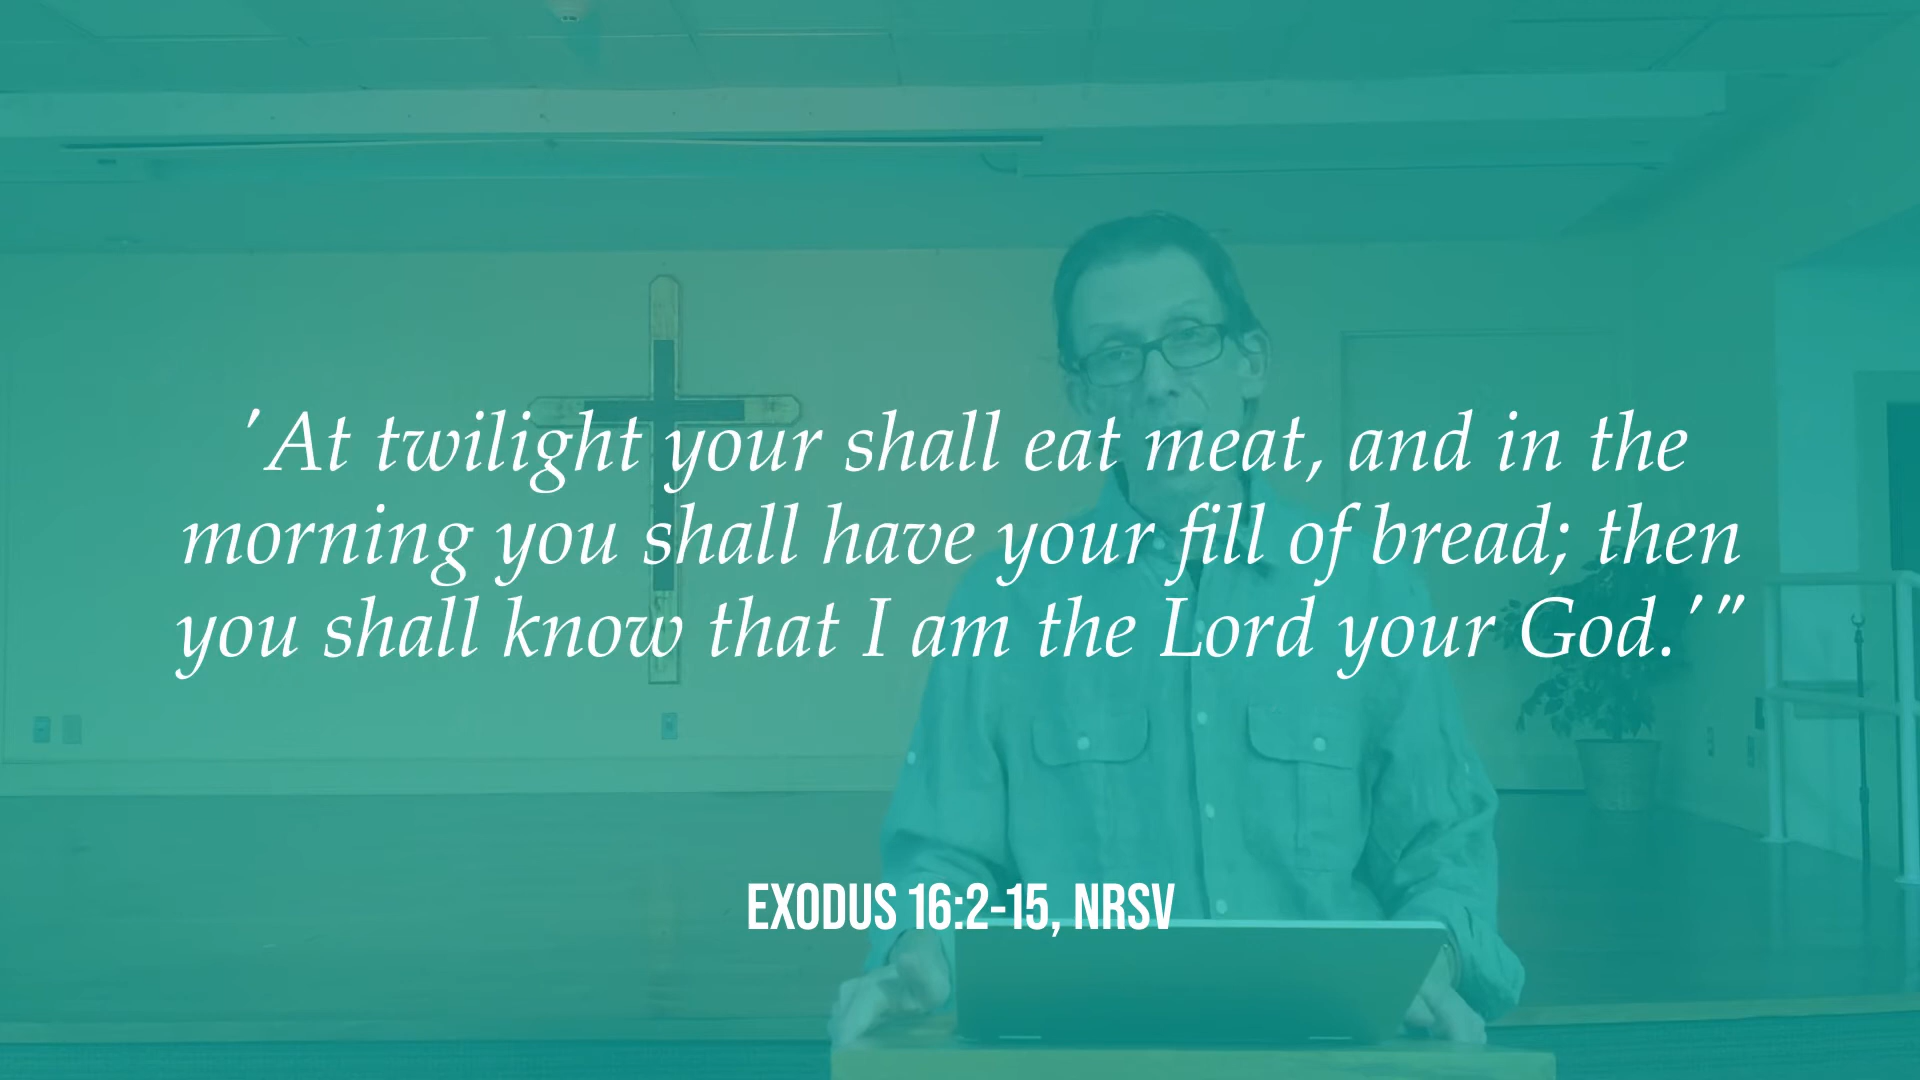 'At twilight your shall eat meat, and in the
morning you shall have your fill of bread; then
you shall know that I am the Lord your God.'"
EXODUS 16:2-15, NRSV